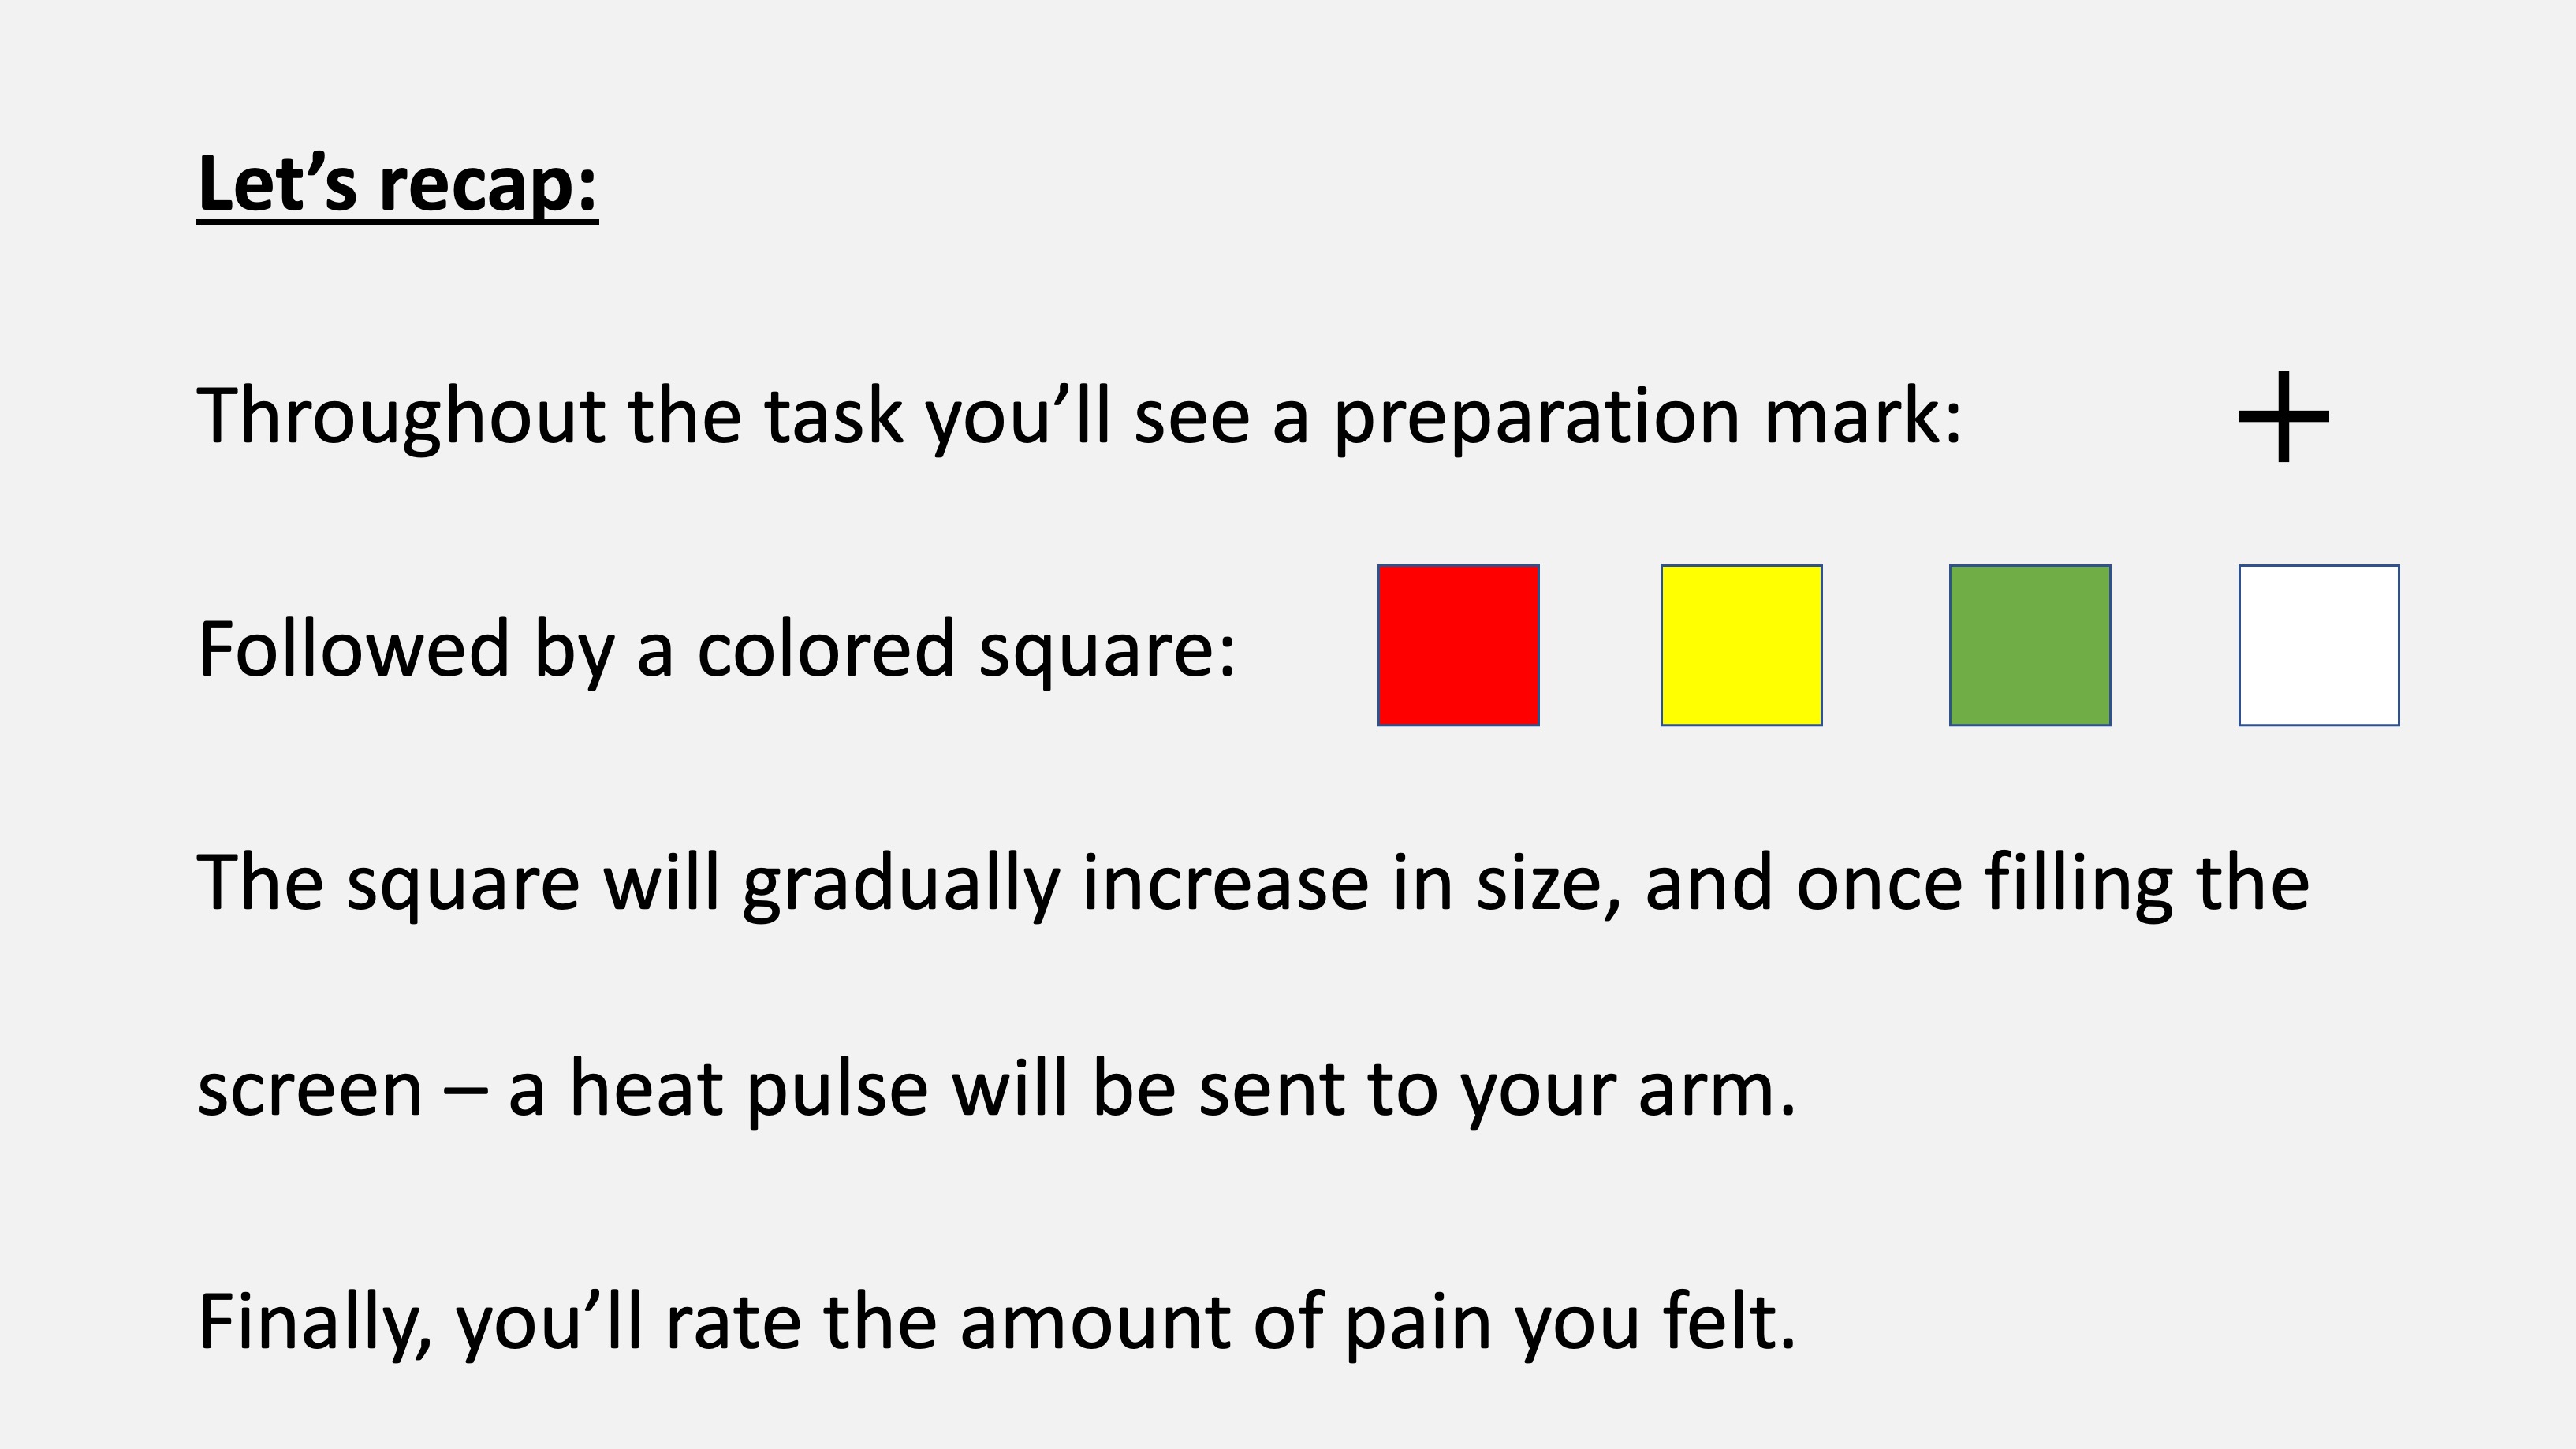 Let’s recap:
Throughout the task you’ll see a preparation mark: +
Followed by a colored square:
The square will gradually increase in size, and once filling the
screen – a heat pulse will be sent to your arm.
Finally, you’ll rate the amount of pain you felt.